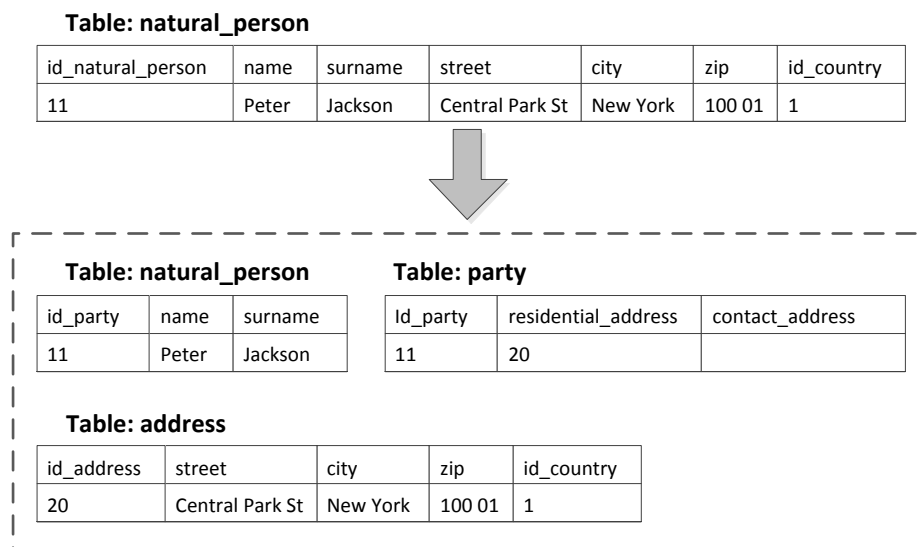 Table: natural_person
id_natural_person name surname street city zip id_country
11 Peter Jackson Central Park St New York 100 01 1
Table: natural_person Table: party
id_party name surname Id_party residential_address contact_address
11 Peter Jackson 11 20
Table: address
id_address street city zip id_country
20 Central Park St New York 100 01 1